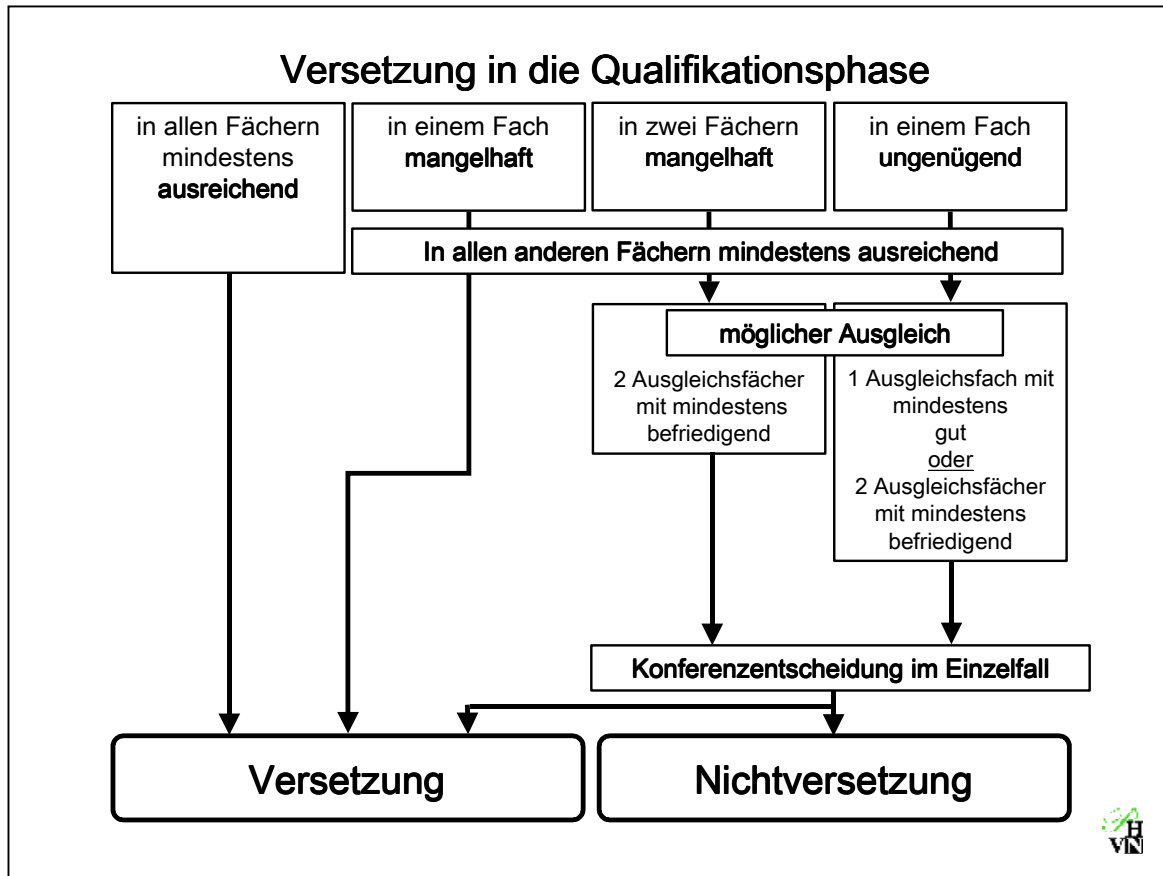 Versetzung in die Qualifikationsphase
in allen Fächern
mindestens
ausreichend
in einem Fach
mangelhaft
in zwei Fächern
mangelhaft
in einem Fach
ungenügend
In allen anderen Fächern mindestens ausreichend
möglicher Ausgleich
2 Ausgleichsfächer
mit mindestens
befriedigend
1 Ausgleichsfach mit
mindestens
gut
oder
2 Ausgleichsfächer
mit mindestens
befriedigend
Konferenzentscheidung im Einzelfall
Versetzung
Nichtversetzung